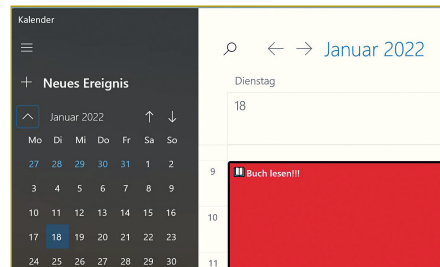 Kalender
Neues Ereignis
Januar 2022
Mo Di Mi Do Fr Sa So
27 28 29 30 31 1 2
3 4 5 6 7 8 9
10 11 12 13 14 15 16
17 18 19 20 21 22 23
24 25 26 27 28 29 30
Januar 2022
Dienstag
18
9
Buch lesen!!!
10
11